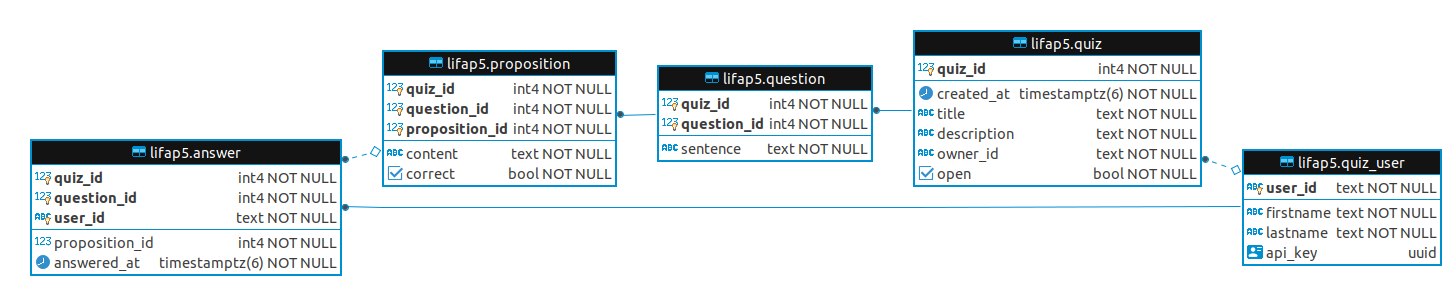 lifap5.answer
quiz_id int4 NOT NULL
question_id int4 NOT NULL
user_id text NOT NULL
proposition_id int4 NOT NULL
answered_at timestamptz(6) NOT NULL
lifap5.proposition
quiz_id int4 NOT NULL
question_id int4 NOT NULL
proposition_id int4 NOT NULL
content text NOT NULL
correct bool NOT NULL
lifap5.question
quiz_id int4 NOT NULL
question_id int4 NOT NULL
sentence text NOT NULL
lifap5.quiz
quiz_id int4 NOT NULL
created_at timestamptz(6) NOT NULL
title text NOT NULL
description text NOT NULL
owner_id text NOT NULL
open bool NOT NULL
lifap5.quiz_user
user_id text NOT NULL
firstname text NOT NULL
lastname text NOT NULL
api_key uuid